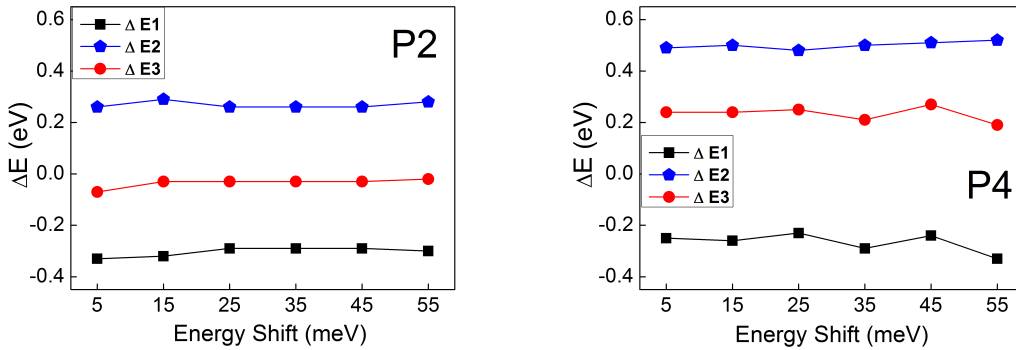 0.6
0.4
0.2
0.0
-0.2
-0.4
ΔE (eV)
Δ E1
Δ E2
Δ E3
P2
5 15 25 35 45 55
Energy Shift (meV)
0.6
0.4
0.2
0.0
-0.2
-0.4
ΔE (eV)
Δ E1
Δ E2
Δ E3
P4
5 15 25 35 45 55
Energy Shift (meV)